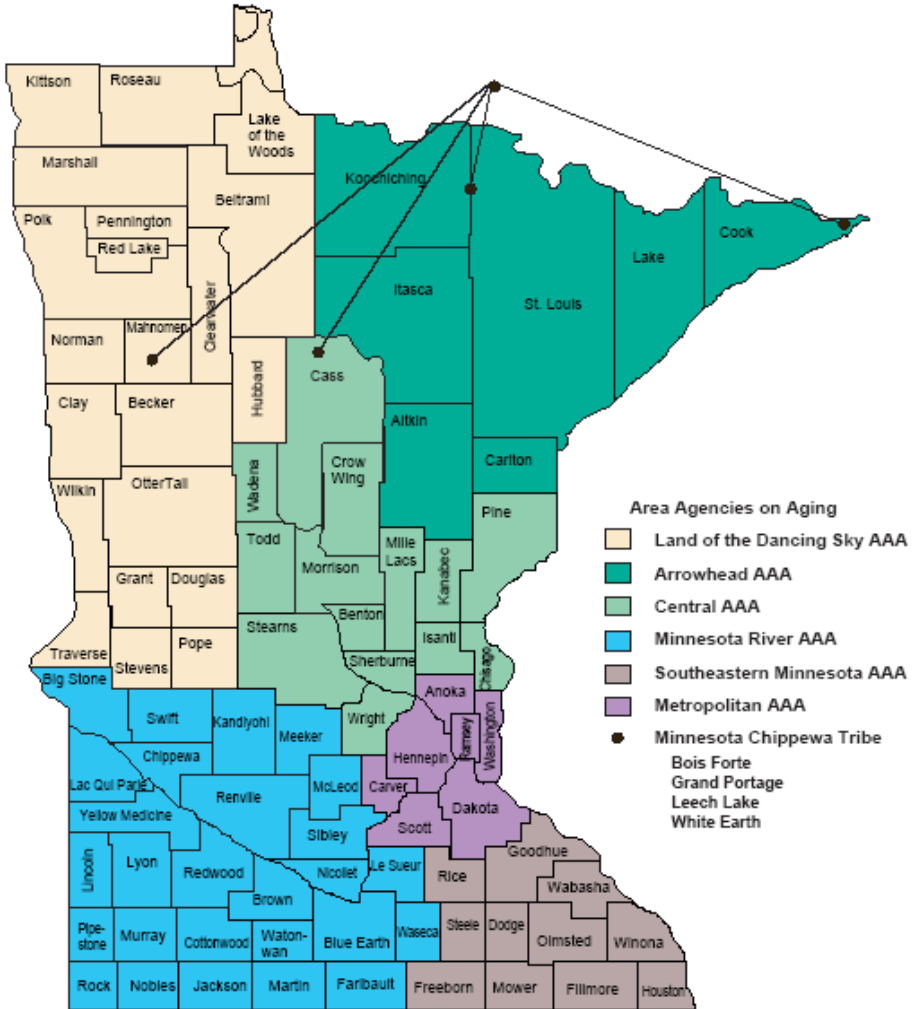 Kittson
Roseau
Lake
of the
Woods
Marshall
Koochiching
Beltrami
Polk
Pennington
Red Lake
Cook
Lake
Itasca
St. Louis
Clearwater
Mahnomen
Norman
Cass
Hubbard
Clay
Becker
Aitkin
Crow
Wing
Carlton
Wadena
OtterTail
Wilkin
Pine
Todd
Mille
Lacs
Morrison
Kanabec
Grant
Douglas
Benton
Stearns
Isanti
Pope
Traverse
Stevens
Sherburne
Chisago
Big Stone
Anoka
Swift
Kandiyohi
Wright
Meeker
Ramsey
Washington
Chippewa
Hennepin
Lac Qui Parle
McLeod
Carver
Renville
Dakota
Yellow Medicine
Sibley
Scott
Goodhue
Lincoln
Lyon
Redwood
Nicollet
Le Sueur
Rice
Wabasha
Brown
Pipe-
stone
Murray
Cottonwood
Waton-
wan
Blue Earth
Waseca
Steele
Dodge
Olmsted
Winona
Rock
Nobles
Jackson
Martin
Faribault
Freeborn
Mower
Fillmore
Houston
Area Agencies on Aging
Land of the Dancing Sky AAA
Arrowhead AAA
Central AAA
Minnesota River AAA
Southeastern Minnesota AAA
Metropolitan AAA
Minnesota Chippewa Tribe
Bois Forte
Grand Portage
Leech Lake
White Earth